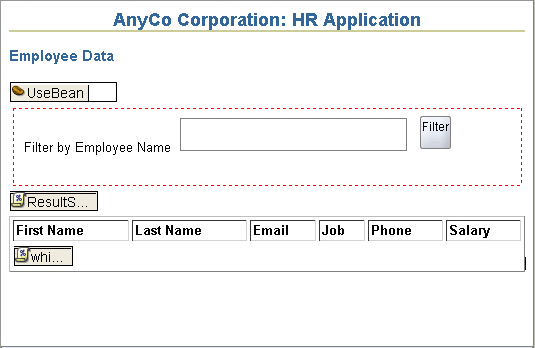 AnyCo Corporation: HR Application
Employee Data
UseBean
Filter by Employee Name Filter
ResultS...
First Name Last Name Email Job Phone Salary
whi...